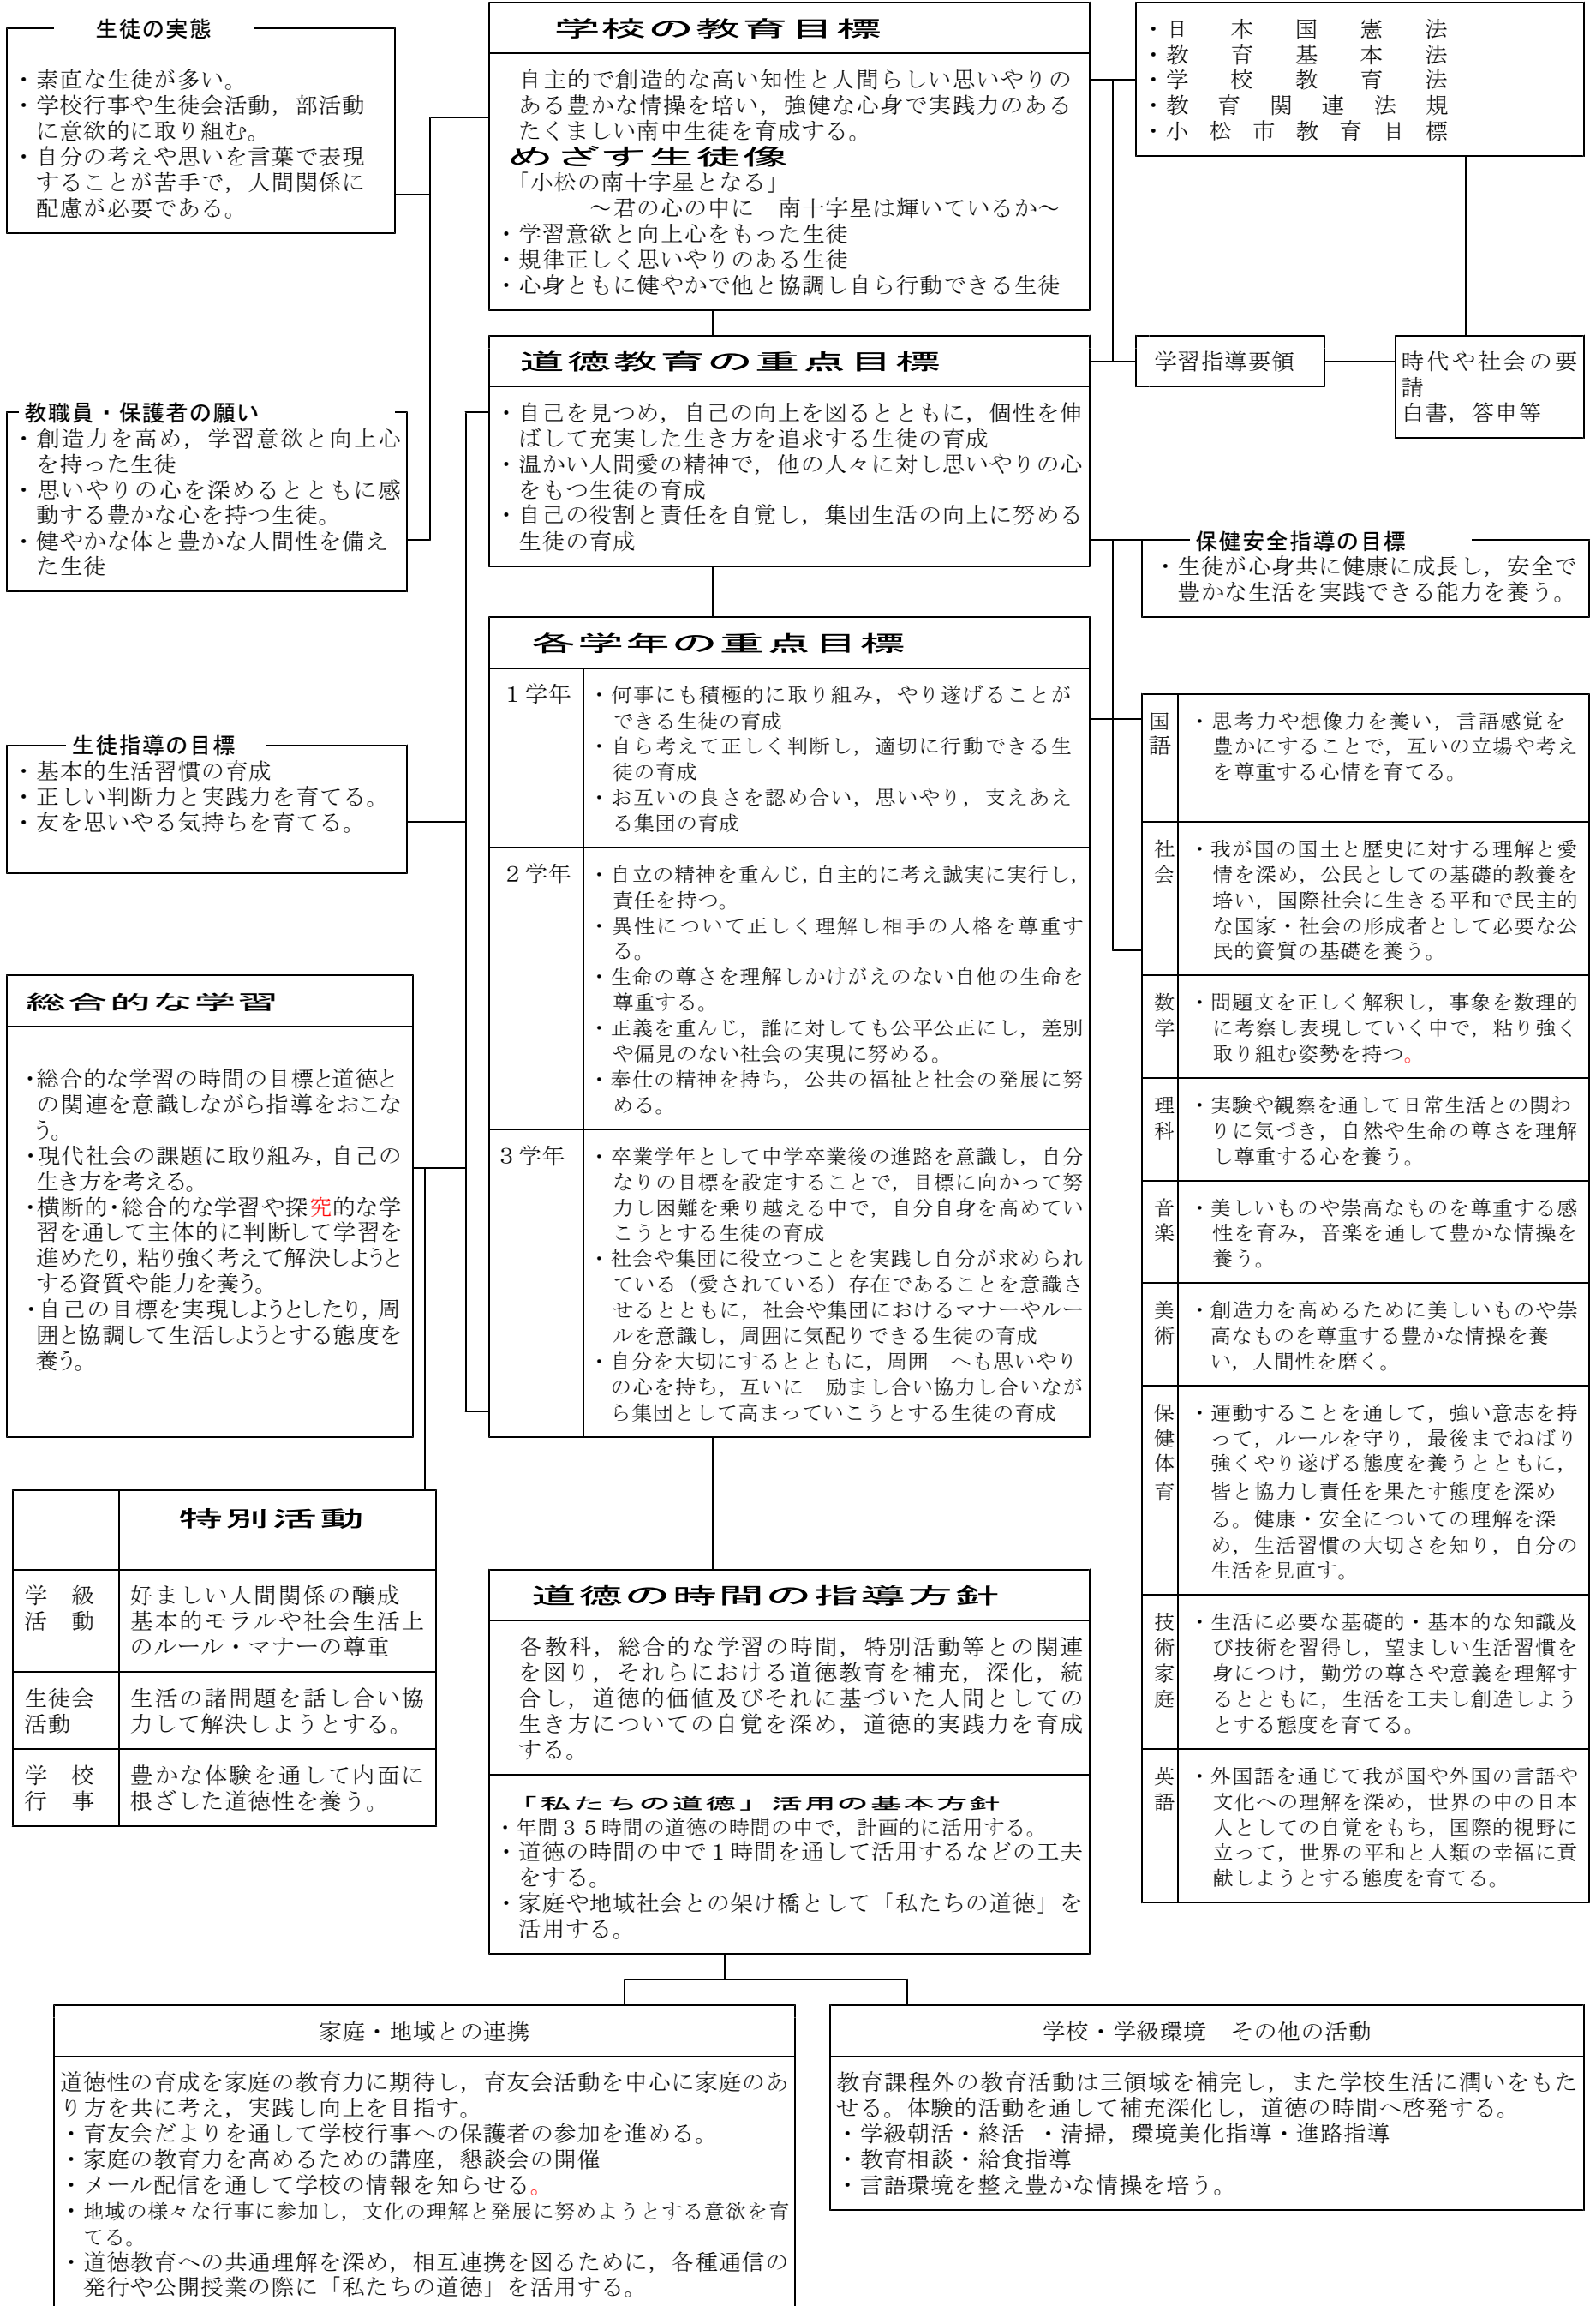 生徒の実態
・素直な生徒が多い。
・学校行事や生徒会活動，部活動
に意欲的に取り組む。
・自分の考えや思いを言葉で表現
することが苦手で，人間関係に
配慮が必要である。
学校の教育目標
自主的で創造的な高い知性と人間らしい思いやりの
ある豊かな情操を培い，強健な心身で実践力のある
たくましい南中生徒を育成する。
めざす生徒像
「小松の南十字星となる」
～君の心の中に　南十字星は輝いているか～
・学習意欲と向上心をもった生徒
・規律正しく思いやりのある生徒
・心身ともに健やかで他と協調し自ら行動できる生徒
・日本国憲法
・教育基本法
・学校教育法
・教育関連法規
・小松市教育目標
道徳教育の重点目標
・自己を見つめ，自己の向上を図るとともに，個性を伸
ばして充実した生き方を追求する生徒の育成
・温かい人間愛の精神で，他の人々に対し思いやりの心
をもつ生徒の育成
・自己の役割と責任を自覚し，集団生活の向上に努める
生徒の育成
学習指導要領
時代や社会の要
請
白書，答申等
教職員・保護者の願い
・創造力を高め，学習意欲と向上心
を持った生徒
・思いやりの心を深めるとともに感
動する豊かな心を持つ生徒。
・健やかな体と豊かな人間性を備え
た生徒
保健安全指導の目標
・生徒が心身共に健康に成長し，安全で
豊かな生活を実践できる能力を養う。
生徒指導の目標
・基本的生活習慣の育成
・正しい判断力と実践力を育てる。
・友を思いやる気持ちを育てる。
各学年の重点目標
１学年
・何事にも積極的に取り組み，やり遂げることが
できる生徒の育成
・自ら考えて正しく判断し，適切に行動できる生
徒の育成
・お互いの良さを認め合い，思いやり，支えあえ
る集団の育成
２学年
・自立の精神を重んじ，自主的に考え誠実に実行し，
責任を持つ。
・異性について正しく理解し相手の人格を尊重す
る。
・生命の尊さを理解しかけがえのない自他の生命を
尊重する。
・正義を重んじ，誰に対しても公平公正にし，差別
や偏見のない社会の実現に努める。
・奉仕の精神を持ち，公共の福祉と社会の発展に努
める。
３学年
・卒業学年として中学卒業後の進路を意識し，自分
なりの目標を設定することで，目標に向かって努
力し困難を乗り越える中で，自分自身を高めてい
こうとする生徒の育成
・社会や集団に役立つことを実践し自分が求められ
ている（愛されている）存在であることを意識さ
せるとともに，社会や集団におけるマナーやルー
ルを意識し，周囲に気配りできる生徒の育成
・自分を大切にするとともに，周囲　へも思いやり
の心を持ち，互いに　励まし合い協力し合いなが
ら集団として高まっていこうとする生徒の育成
国語
・思考力や想像力を養い，言語感覚を
豊かにすることで，互いの立場や考え
を尊重する心情を育てる。
社会
・我が国の国土と歴史に対する理解と愛
情を深め，公民としての基礎的教養を
培い，国際社会に生きる平和で民主的
な国家・社会の形成者として必要な公
民的資質の基礎を養う。
数学
・問題文を正しく解釈し，事象を数理的
に考察し表現していく中で，粘り強く
取り組む姿勢を持つ。
理科
・実験や観察を通して日常生活との関わ
りに気づき，自然や生命の尊さを理解
し尊重する心を養う。
音楽
・美しいものや崇高なものを尊重する感
性を育み，音楽を通して豊かな情操を
養う。
美術
・創造力を高めるために美しいものや崇
高なものを尊重する豊かな情操を養
い，人間性を磨く。
保健体育
・運動することを通して，強い意志を持
って，ルールを守り，最後までねばり
強くやり遂げる態度を養うとともに，
皆と協力し責任を果たす態度を深め
る。健康・安全についての理解を深
め，生活習慣の大切さを知り，自分の
生活を見直す。
技術家庭
・生活に必要な基礎的・基本的な知識及
び技術を習得し，望ましい生活習慣を
身につけ，勤労の尊さや意義を理解す
るとともに，生活を工夫し創造しよう
とする態度を育てる。
英語
・外国語を通じて我が国や外国の言語や
文化への理解を深め，世界の中の日本
人としての自覚をもち，国際的視野に
立って，世界の平和と人類の幸福に貢
献しようとする態度を育てる。
総合的な学習
・総合的な学習の時間の目標と道徳と
の関連を意識しながら指導をおこな
う。
・現代社会の課題に取り組み，自己の
生き方を考える。
・横断的・総合的な学習や探究的な学
習を通して主体的に判断して学習を
進めたり，粘り強く考えて解決しようと
する資質や能力を養う。
・自己の目標を実現しようとしたり，周
囲と協調して生活しようとする態度を
養う。
特別活動
学　級
活　動
好ましい人間関係の醸成
基本的モラルや社会生活上
のルール・マナーの尊重
生徒会
活動
生活の諸問題を話し合い協
力して解決しようとする。
学　校
行　事
豊かな体験を通して内面に
根ざした道徳性を養う。
道徳の時間の指導方針
各教科，総合的な学習の時間，特別活動等との関連
を図り，それらにおける道徳教育を補充，深化，統
合し，道徳的価値及びそれに基づいた人間としての
生き方についての自覚を深め，道徳的実践力を育成
する。
「私たちの道徳」活用の基本方針
・年間３５時間の道徳の時間の中で，計画的に活用する。
・道徳の時間の中で１時間を通して活用するなどの工夫
をする。
・家庭や地域社会との架け橋として「私たちの道徳」を
活用する。
家庭・地域との連携
道徳性の育成を家庭の教育力に期待し，育友会活動を中心に家庭のあ
り方を共に考え，実践し向上を目指す。
・育友会だよりを通して学校行事への保護者の参加を進める。
・家庭の教育力を高めるための講座，懇談会の開催
・メール配信を通して学校の情報を知らせる。
・地域の様々な行事に参加し，文化の理解と発展に努めようとする意欲を育
てる。
・道徳教育への共通理解を深め，相互連携を図るために，各種通信の
発行や公開授業の際に「私たちの道徳」を活用する。
学校・学級環境　その他の活動
教育課程外の教育活動は三領域を補完し，また学校生活に潤いをもた
せる。体験的活動を通して補充深化し，道徳の時間へ啓発する。
・学級朝活・終活　・清掃，環境美化指導・進路指導
・教育相談・給食指導
・言語環境を整え豊かな情操を培う。